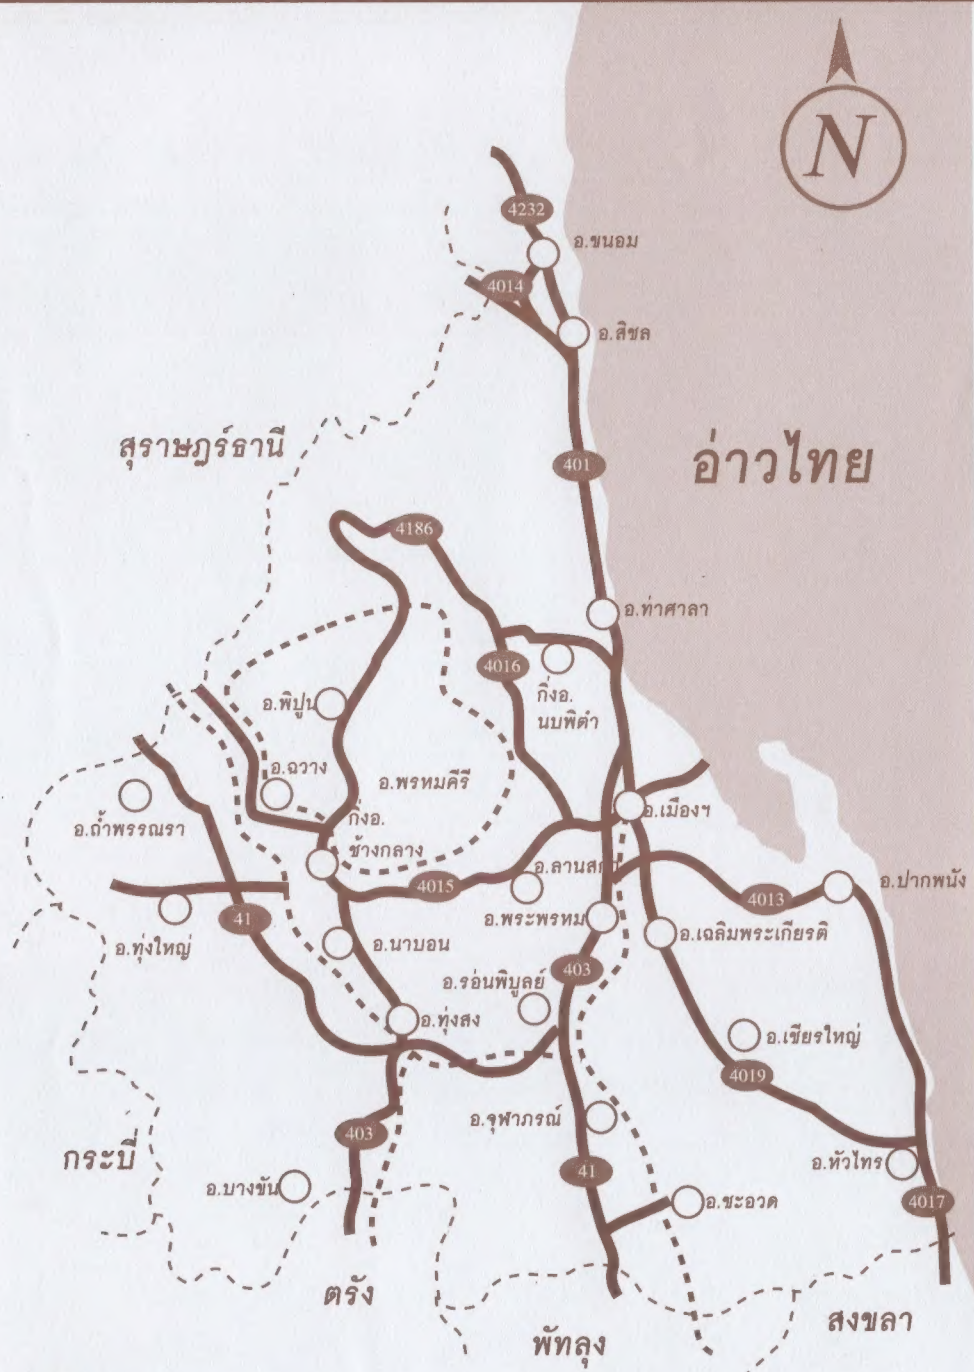 N
4232
อ.ขนอม
4014
อ.สิชล
สุราษฎร์ธานี
401
อ่าวไทย
4186
อ.ท่าศาลา
4016
กิ่งอ.
นบพิตำ
อ.พิปูน
อ.ฉวาง
อ.พรหมคีรี
อ.เมืองฯ
กิ่งอ.
ช้างกลาง
อ.ถ้ำพรรณรา
อ.ลานสกา
4015
4013
อ.ปากพนัง
41
อ.พระพรหม
อ.เฉลิมพระเกียรติ
อ.ทุ่งใหญ่
อ.นาบอน
403
อ.ร่อนพิบูลย์
อ.ทุ่งสง
อ.เชียรใหญ่
4019
403
อ.จุฬาภรณ์
กระบี่
41
อ.หัวไทร
อ.บางขัน
อ.ชะอวด
4017
ตรัง
พัทลุง
สงขลา